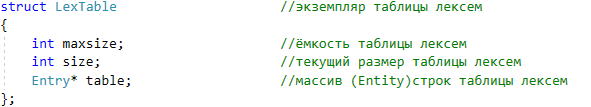 struct LexTable //экземпляр таблицы лексем
{
int maxsize; //ёмкость таблицы лексем
int size; //текущий размер таблицы лексем
Entry* table; //массив (Entity)строк таблицы лексем
};